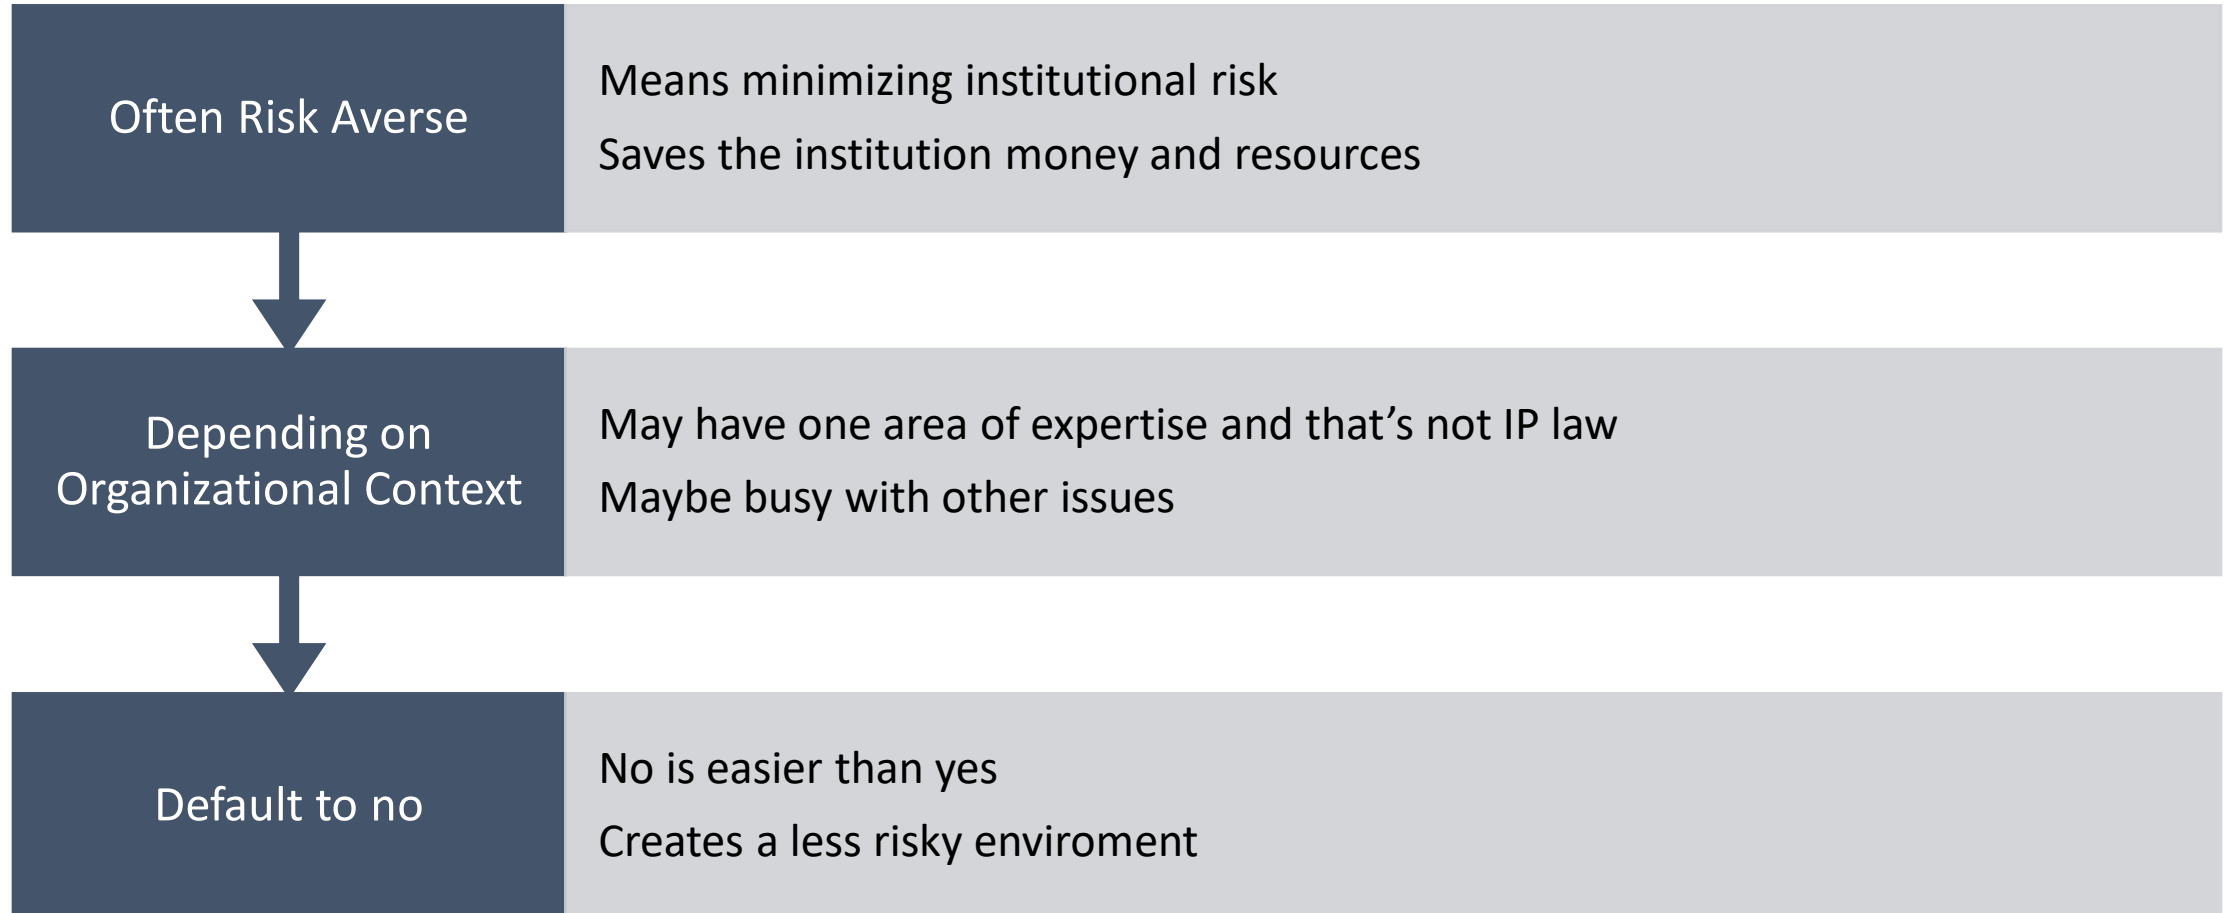 Often Risk Averse
Means minimizing institutional risk
Saves the institution money and resources
Depending on
Organizational Context
May have one area of expertise and that’s not IP law
Maybe busy with other issues
Default to no
No is easier than yes
Creates a less risky enviroment